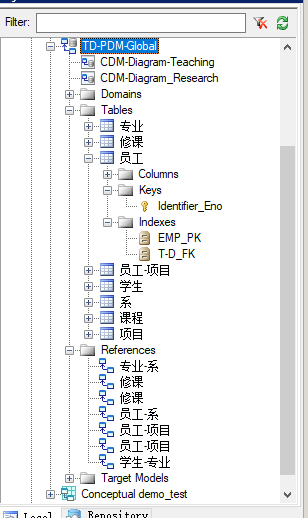 Filter:
TD-PDM-Global
CDM-Diagram-Teaching
CDM-Diagram_Research
Domains
Tables
专业
修课
员工
Columns
Keys
Identifier_Eno
Indexes
EMP_PK
T-D_FK
员工-项目
学生
系
课程
项目
References
专业-系
修课
修课
员工-系
员工-项目
员工-项目
学生-专业
Target Models
Conceptual demo_test
Local Repository